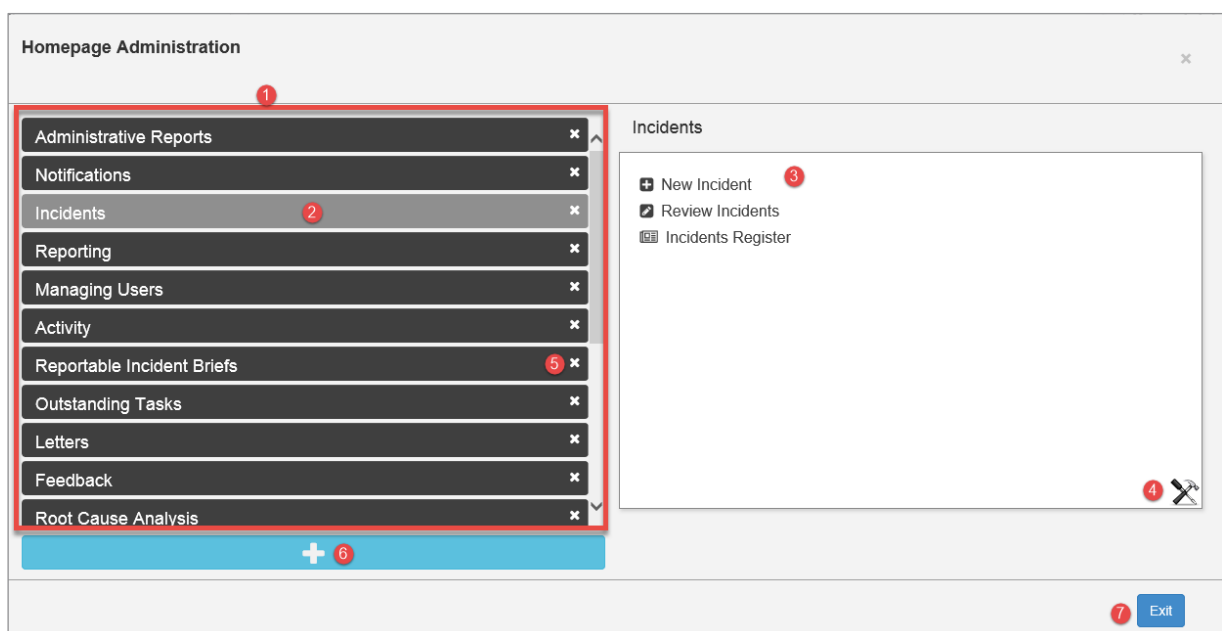 Homepage Administration
×
1
Administrative Reports ×
Notifications ×
Incidents 2 ×
Reporting ×
Managing Users ×
Activity ×
Reportable Incident Briefs 5 ×
Outstanding Tasks ×
Letters ×
Feedback ×
Root Cause Analysis ×
+ 6
Incidents
New Incident 3
Review Incidents
Incidents Register
4
7 Exit